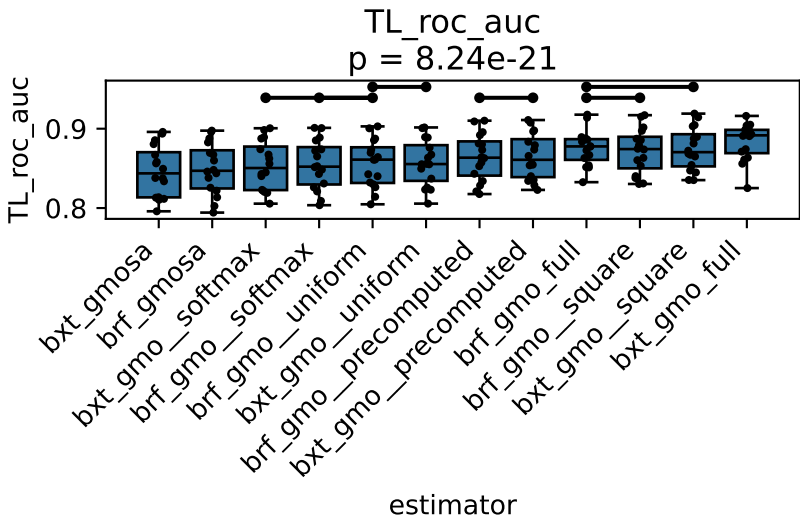 TL_roc_auc
p = 8.24e-21
TL_roc_auc
0.9
0.8
bxt_gmosa
brf_gmosa
bxt_gmo__softmax
brf_gmo__softmax
brf_gmo__uniform
bxt_gmo__uniform
brf_gmo__precomputed
bxt_gmo__precomputed
brf_gmo_full
brf_gmo__square
bxt_gmo__square
bxt_gmo_full
estimator